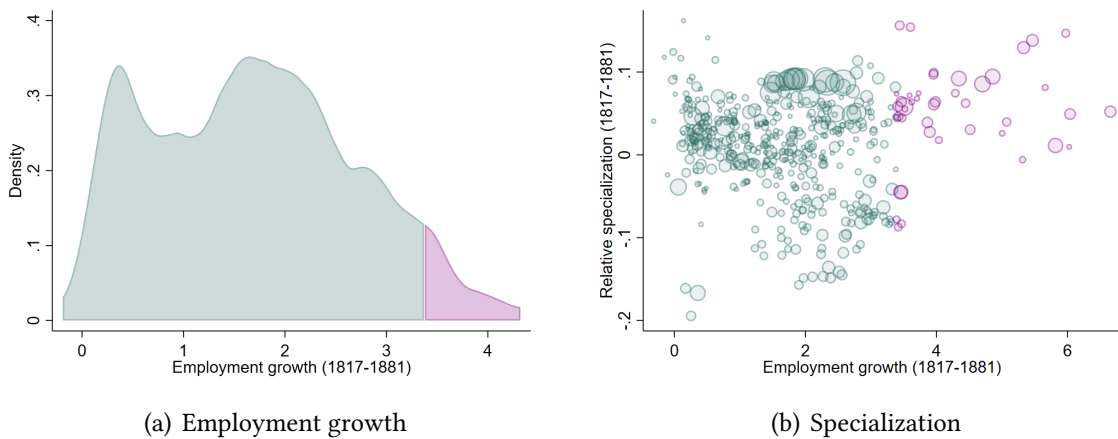 .4
.3
.2
.1
0
Density
0 1 2 3 4
Employment growth (1817-1881)
(a) Employment growth
.1
0
-.1
-.2
Relative specialization (1817-1881)
0 2 4 6
Employment growth (1817-1881)
(b) Specialization